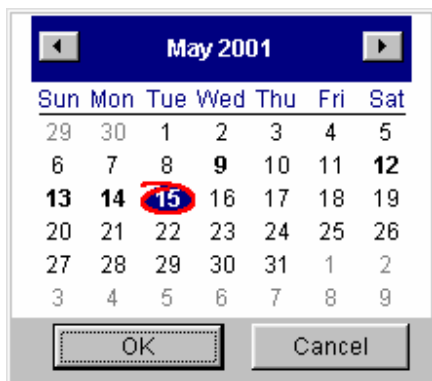 May 2001
Sun Mon Tue Wed Thu Fri Sat
29 30 1 2 3 4 5
6 7 8 9 10 11 12
13 14 15 16 17 18 19
20 21 22 23 24 25 26
27 28 29 30 31 1 2
3 4 5 6 7 8 9
OK Cancel